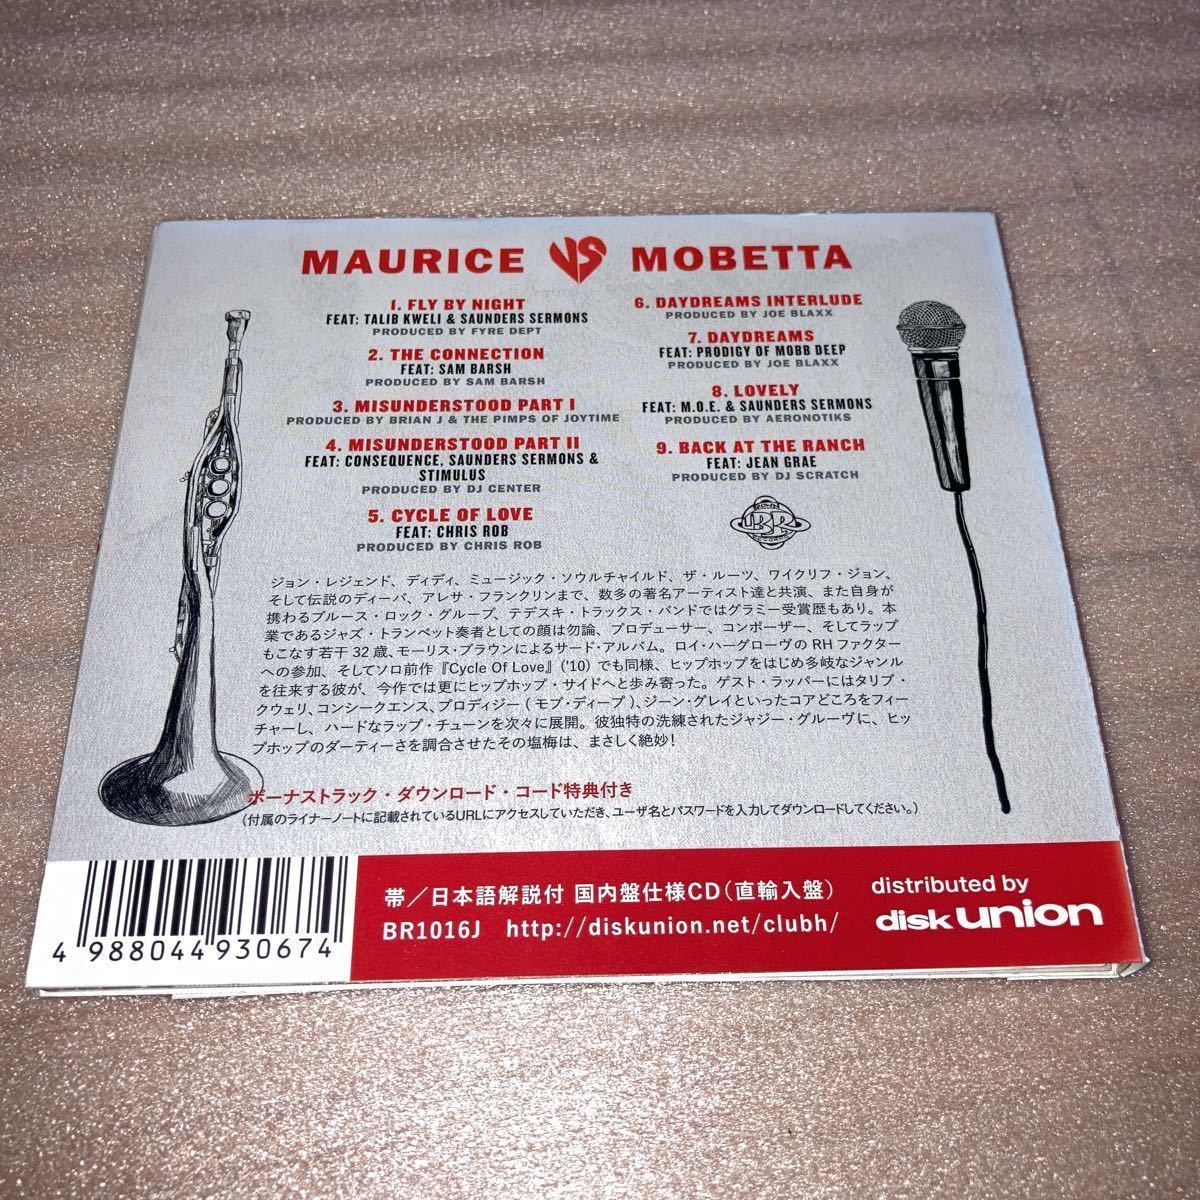 MAURICE VS MOBETTA
1. FLY BY NIGHT
FEAT: TALIB KWELI & SAUNDERS SERMONS
PRODUCED BY FYRE DEPT
2. THE CONNECTION
FEAT: SAM BARSH
PRODUCED BY SAM BARSH
3. MISUNDERSTOOD PART I
PRODUCED BY BRIAN J & THE PIMPS OF JOYTIME
4. MISUNDERSTOOD PART II
FEAT: CONSEQUENCE, SAUNDERS SERMONS &
STIMULUS
PRODUCED BY DJ CENTER
5. CYCLE OF LOVE
FEAT: CHRIS ROB
PRODUCED BY CHRIS ROB
6. DAYDREAMS INTERLUDE
PRODUCED BY JOE BLAXX
7. DAYDREAMS
FEAT: PRODIGY OF MOBB DEEP
PRODUCED BY JOE BLAXX
8. LOVELY
FEAT: M.O.E. & SAUNDERS SERMONS
PRODUCED BY AERONOTIKS
9. BACK AT THE RANCH
FEAT: JEAN GRAE
PRODUCED BY DJ SCRATCH
ジョン・レジェンド、ディディ、ミュージック・ソウルチャイルド、ザ・ルーツ、ワイクリフ・ジョン、
そして伝説のディーバ、アレサ・フランクリンまで、数多の著名アーティスト達と共演、また自身が
携わるブルース・ロック・グループ、テデスキ・トラックス・バンドではグラミー受賞歴もあり。本
業であるジャズ・トランペット奏者としての顔は勿論、プロデューサー、コンポーザー、そしてラップ
もこなす若干32歳、モーリス・ブラウンによるサード・アルバム。ロイ・ハーグローヴのRHファクター
への参加、そしてソロ前作『Cycle Of Love』('10) でも同様、ヒップホップをはじめ多岐なジャンル
を往来する彼が、今作では更にヒップホップ・サイドへと歩み寄った。ゲスト・ラッパーにはタリブ・
クウェリ、コンシークエンス、プロディジー ( モブ・ディープ )、ジーン・グレイといったコアどころをフィー
チャーし、ハードなラップ・チューンを次々に展開。彼独特の洗練されたジャジー・グルーヴに、ヒッ
プホップのダーティーさを調合させたその塩梅は、まさしく絶妙!
ボーナストラック・ダウンロード・コード特典付き
(付属のライナーノートに記載されているURLにアクセスしていただき、ユーザ名とパスワードを入力してダウンロードしてください。)
4 988044 930674
帯／日本語解説付 国内盤仕様CD(直輸入盤)
BR1016J http://diskunion.net/clubh/
distributed by
disk union